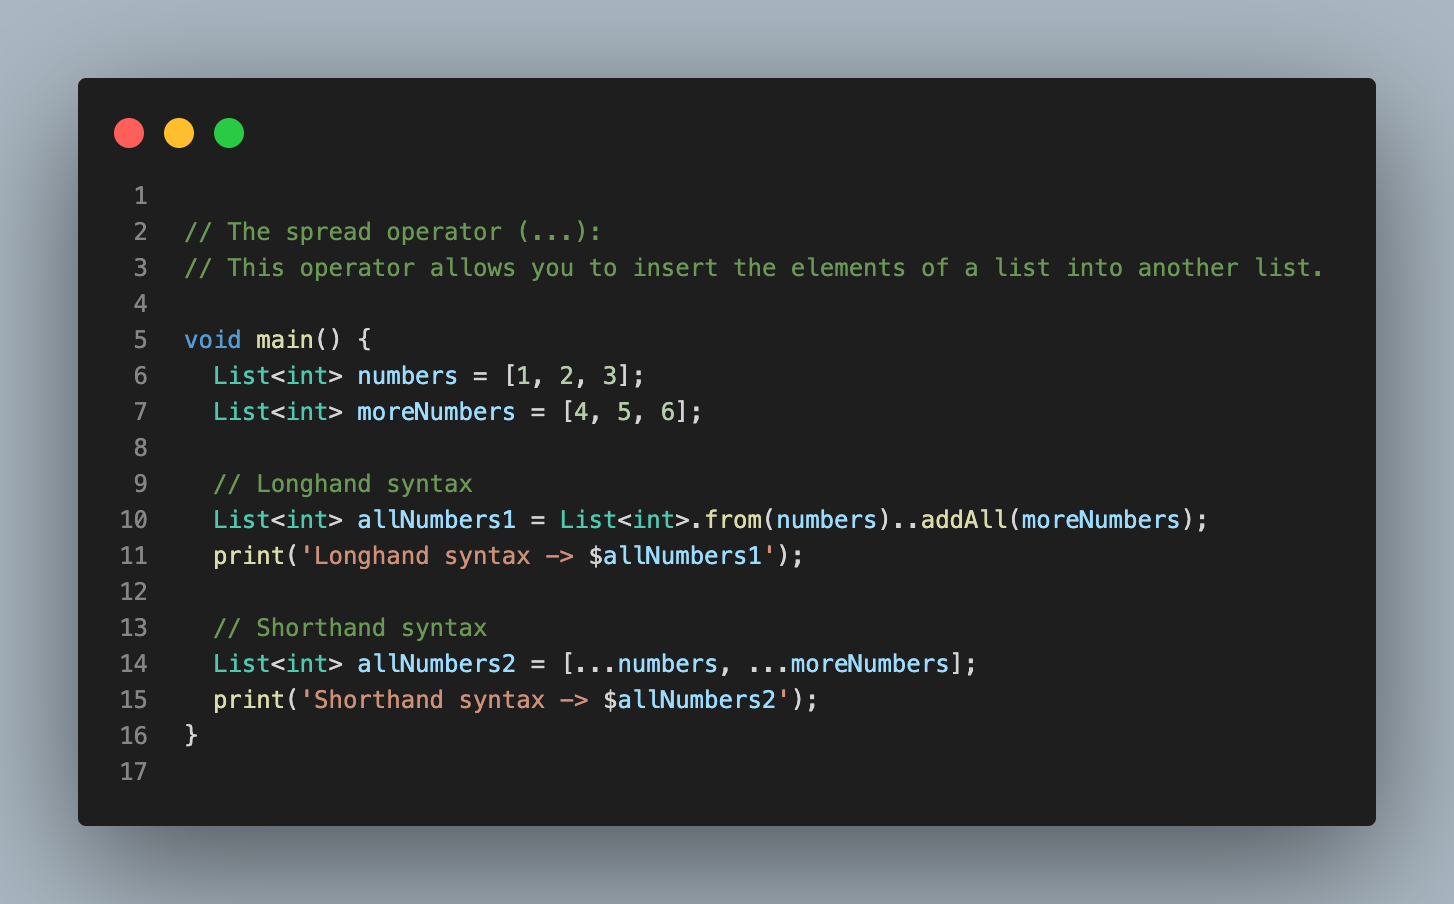 1
2 // The spread operator (...):
3 // This operator allows you to insert the elements of a list into another list.
4
5 void main() {
6   List<int> numbers = [1, 2, 3];
7   List<int> moreNumbers = [4, 5, 6];
8
9   // Longhand syntax
10   List<int> allNumbers1 = List<int>.from(numbers)..addAll(moreNumbers);
11   print('Longhand syntax -> $allNumbers1');
12
13   // Shorthand syntax
14   List<int> allNumbers2 = [...numbers, ...moreNumbers];
15   print('Shorthand syntax -> $allNumbers2');
16 }
17